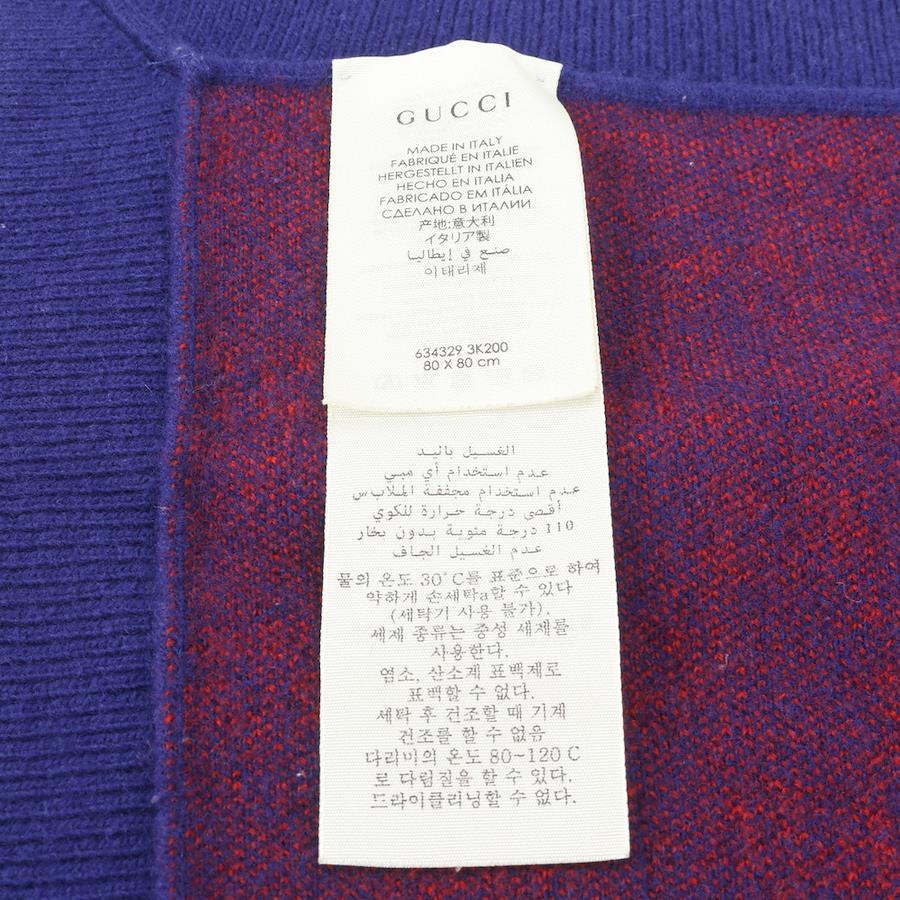 GUCCI
MADE IN ITALY
FABRIQUÉ EN ITALIE
HERGESTELLT IN ITALIEN
HECHO EN ITALIA
FABRICADO EM ITÁLIA
СДЕЛАНО В ИТАЛИИ
产地:意大利
イタリア製
صنع في إيطاليا
이태리제
634329 3K200
80 X 80 cm
الغسيل باليد
عدم استخدام أي مبي
عدم استخدام مجففة الملابس
أقصى درجة حرارة للكوي
110 درجة مئوية بدون بخار
عدم الغسيل الجاف
물의 온도 30°C를 표준으로 하여
약하게 손세탁a할 수 있다
(세탁기 사용 불가).
세제 종류는 중성 세제를
사용한다.
염소, 산소계 표백제로
표백할 수 없다.
세탁 후 건조할 때 기계
건조를 할 수 없음
다리미의 온도 80~120 C
로 다림질을 할 수 있다.
드라이클리닝할 수 없다.